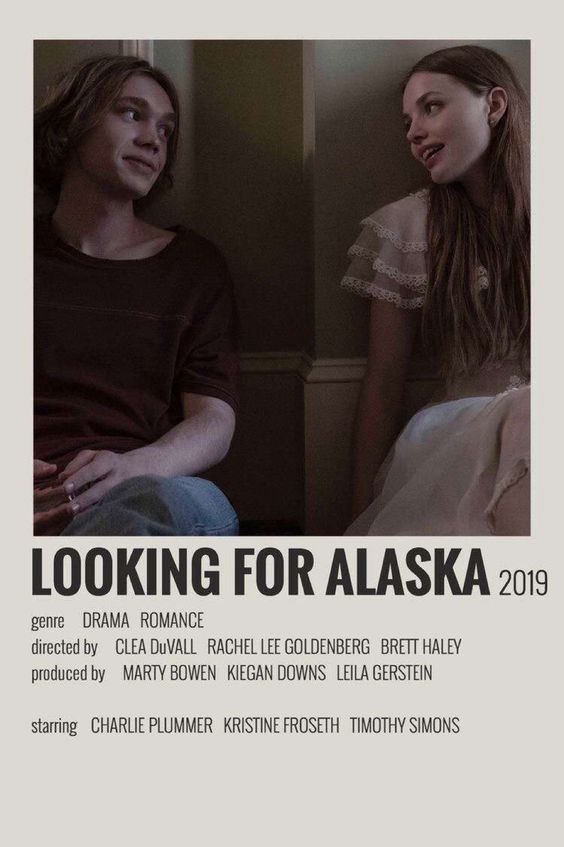 LOOKING FOR ALASKA 2019
genre DRAMA ROMANCE
directed by CLEA DuVALL RACHEL LEE GOLDENBERG BRETT HALEY
produced by MARTY BOWEN KIEGAN DOWNS LEILA GERSTEIN
starring CHARLIE PLUMMER KRISTINE FROSETH TIMOTHY SIMONS